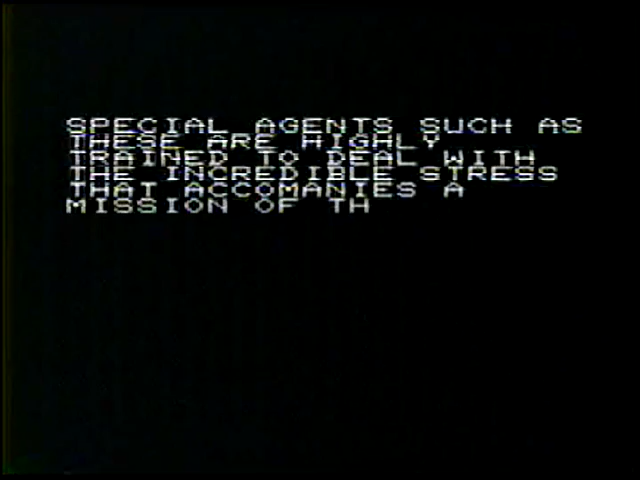 SPECIAL AGENTS SUCH AS
THESE ARE HIGHLY
TRAINED TO DEAL WITH
THE INCREDIBLE STRESS
THAT ACCOMANIES A
MISSION OF TH